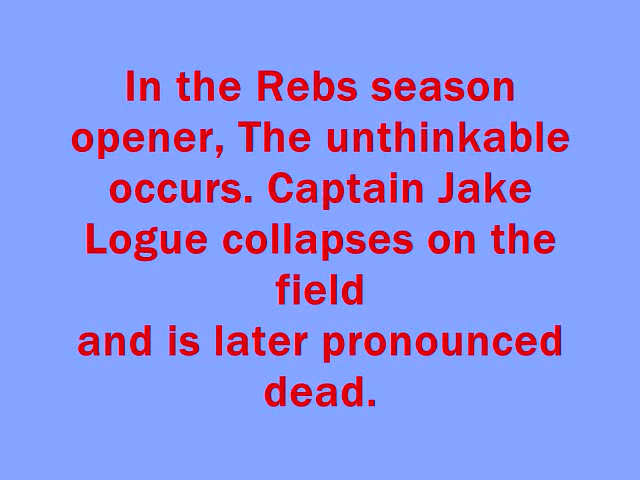 In the Rebs season
opener, The unthinkable
occurs. Captain Jake
Logue collapses on the
field
and is later pronounced
dead.